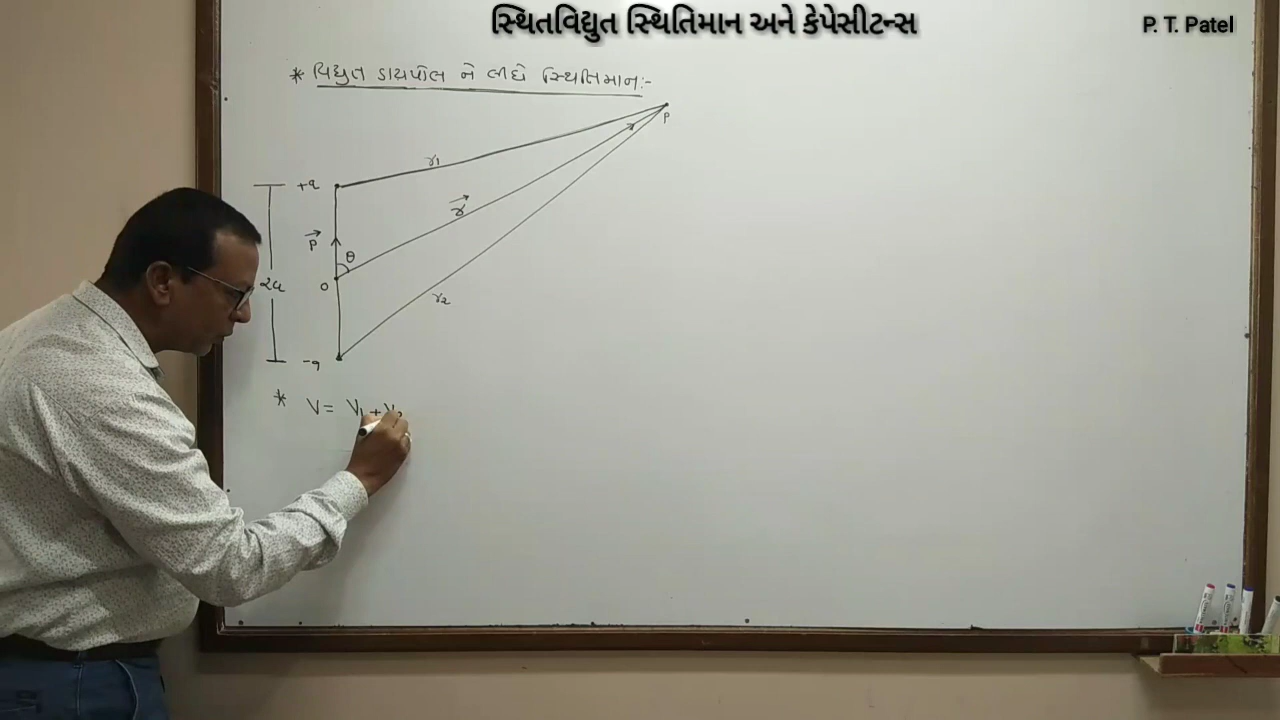 સ્થિતવિદ્યુત સ્થિતિમાન અને કેપેસીટન્સ
P. T. Patel
* વિદ્યુત ડાયપોલ ને લીધે સ્થિતિમાન:-
P
r₁
+q
r⃗
P⃗
θ
2a
O
r₂
-q
* V = V₁ + V₂